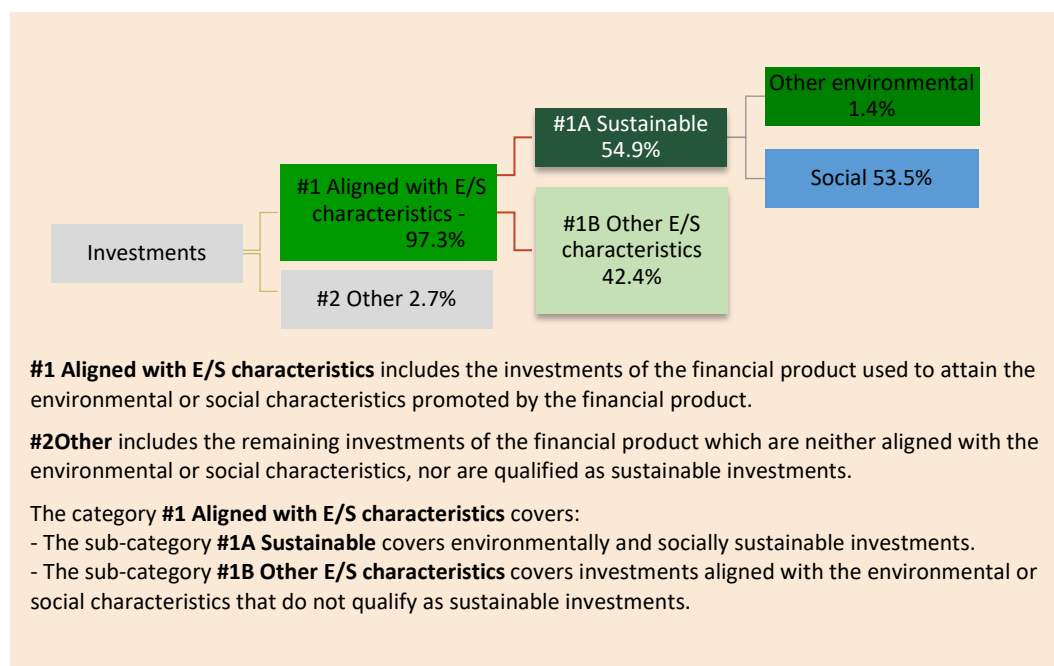 Other environmental
1.4%
#1A Sustainable
54.9%
Social 53.5%
#1 Aligned with E/S
characteristics -
97.3%
#1B Other E/S
characteristics
42.4%
Investments
#2 Other 2.7%
#1 Aligned with E/S characteristics includes the investments of the financial product used to attain the
environmental or social characteristics promoted by the financial product.
#2Other includes the remaining investments of the financial product which are neither aligned with the
environmental or social characteristics, nor are qualified as sustainable investments.
The category #1 Aligned with E/S characteristics covers:
- The sub-category #1A Sustainable covers environmentally and socially sustainable investments.
- The sub-category #1B Other E/S characteristics covers investments aligned with the environmental or
social characteristics that do not qualify as sustainable investments.